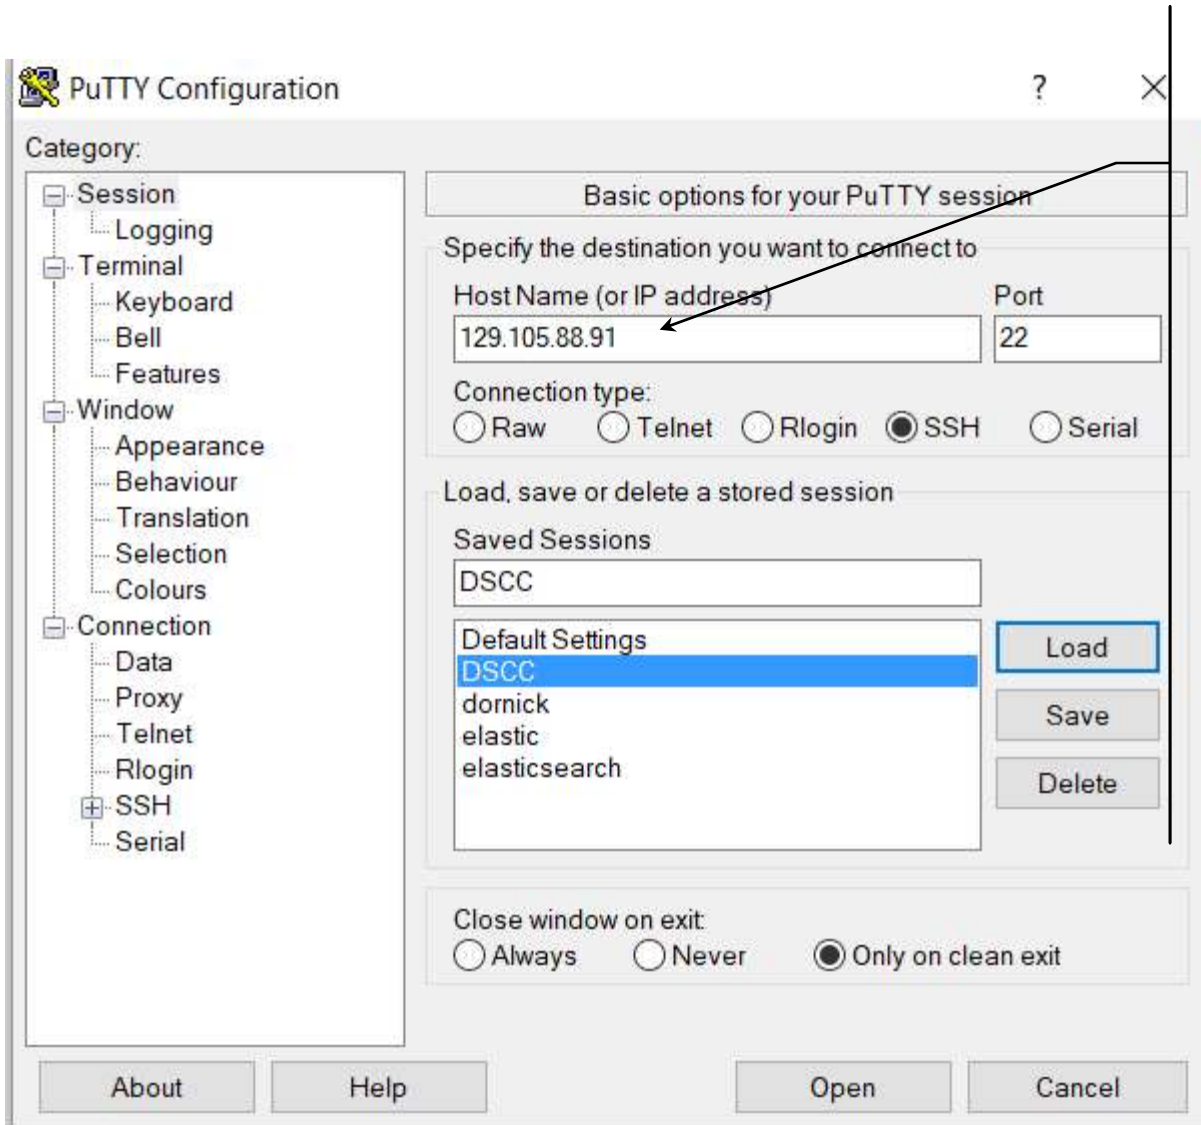 PuTTY Configuration
?
Category:
Session
Logging
Terminal
Keyboard
Bell
Features
Window
Appearance
Behaviour
Translation
Selection
Colours
Connection
Data
Proxy
Telnet
Rlogin
SSH
Serial
Basic options for your PuTTY session
Specify the destination you want to connect to
Host Name (or IP address) Port
129.105.88.91 22
Connection type:
Raw Telnet Rlogin SSH Serial
Load, save or delete a stored session
Saved Sessions
DSCC
Default Settings
DSCC
dornick
elastic
elasticsearch
Load
Save
Delete
Close window on exit:
Always Never Only on clean exit
About Help Open Cancel